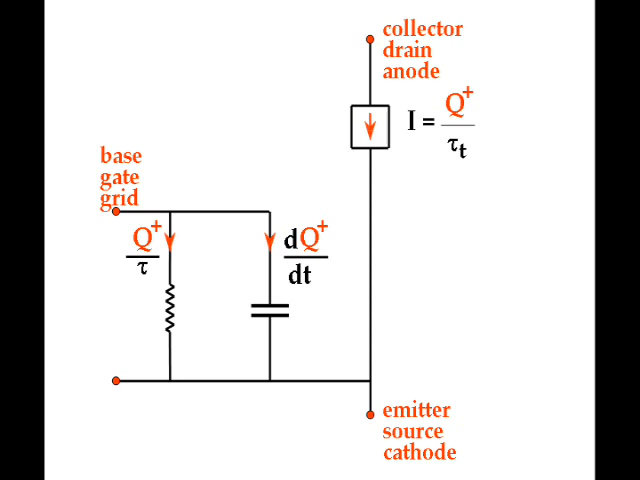 collector
drain
anode
I = Q⁺/τₜ
base
gate
grid
Q⁺/τ
dQ⁺/dt
emitter
source
cathode